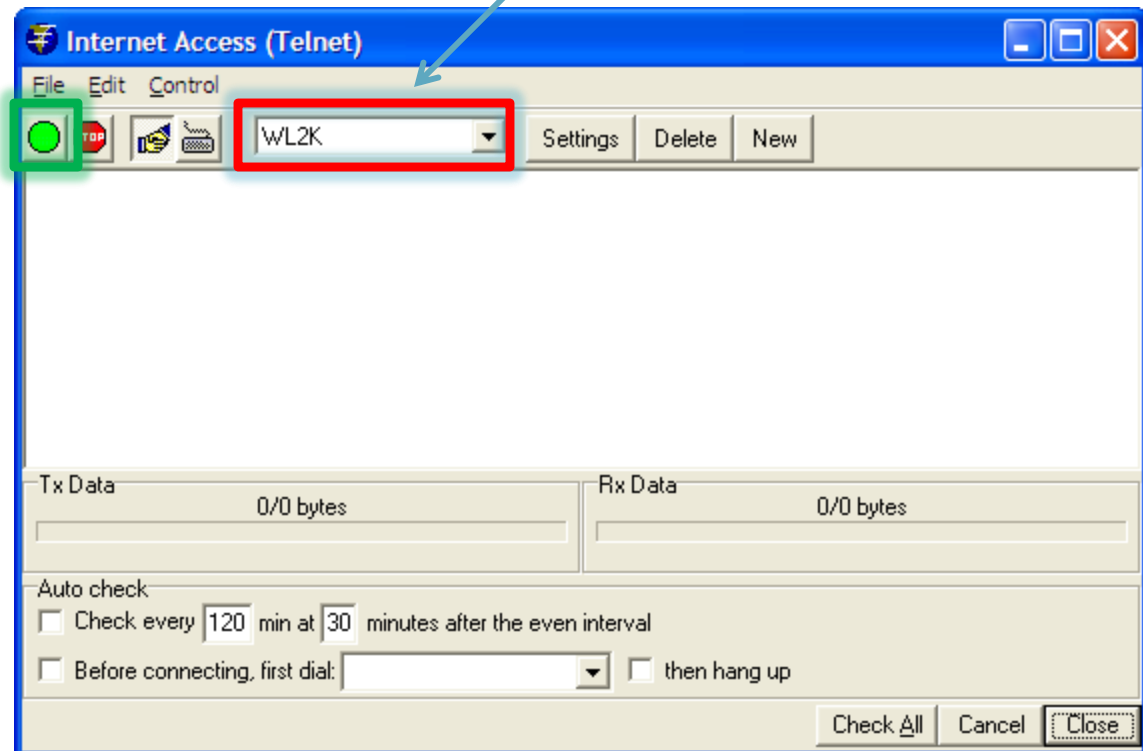 Internet Access (Telnet)
File Edit Control
STOP WL2K Settings Delete New
Tx Data Rx Data
0/0 bytes 0/0 bytes
Auto check
Check every 120 min at 30 minutes after the even interval
Before connecting, first dial: then hang up
Check All Cancel Close